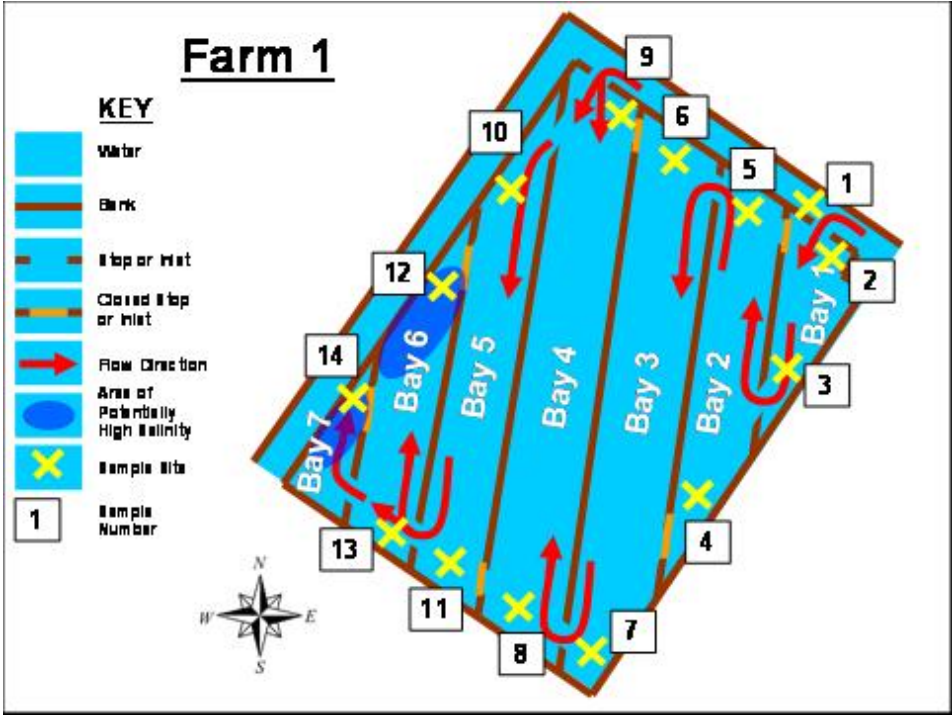 Farm 1
KEY
Water
Bank
Stop or Inlet
Closed Stop
or Inlet
Flow Direction
Area of
Potentially
High Salinity
Sample Site
1
Sample
Number
9
6
10
5
1
12
2
14
3
4
13
11
8
7
Bay 1
Bay 2
Bay 3
Bay 4
Bay 5
Bay 6
Bay 7
N
W
E
S